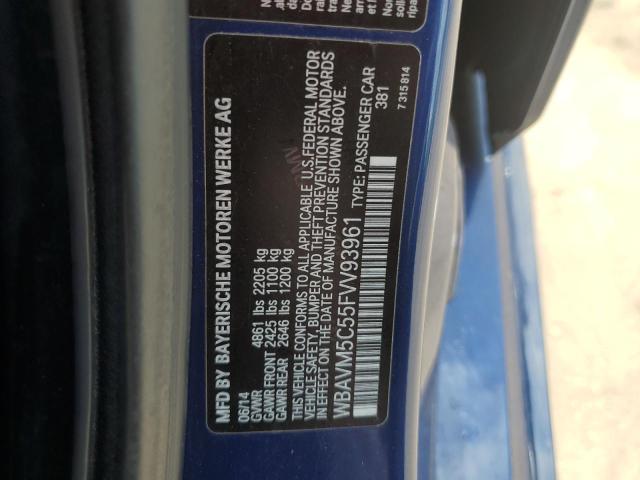 MFD BY BAYERISCHE MOTOREN WERKE AG
06/14
GVWR 4861 lbs 2205 kg
GAWR FRONT 2425 lbs 1100 kg
GAWR REAR 2646 lbs 1200 kg
THIS VEHICLE CONFORMS TO ALL APPLICABLE U.S.FEDERAL MOTOR
VEHICLE SAFETY, BUMPER AND THEFT PREVENTION STANDARDS
IN EFFECT ON THE DATE OF MANUFACTURE SHOWN ABOVE.
WBAVM5C55FVV93961 TYPE: PASSENGER CAR
381
7 315 814